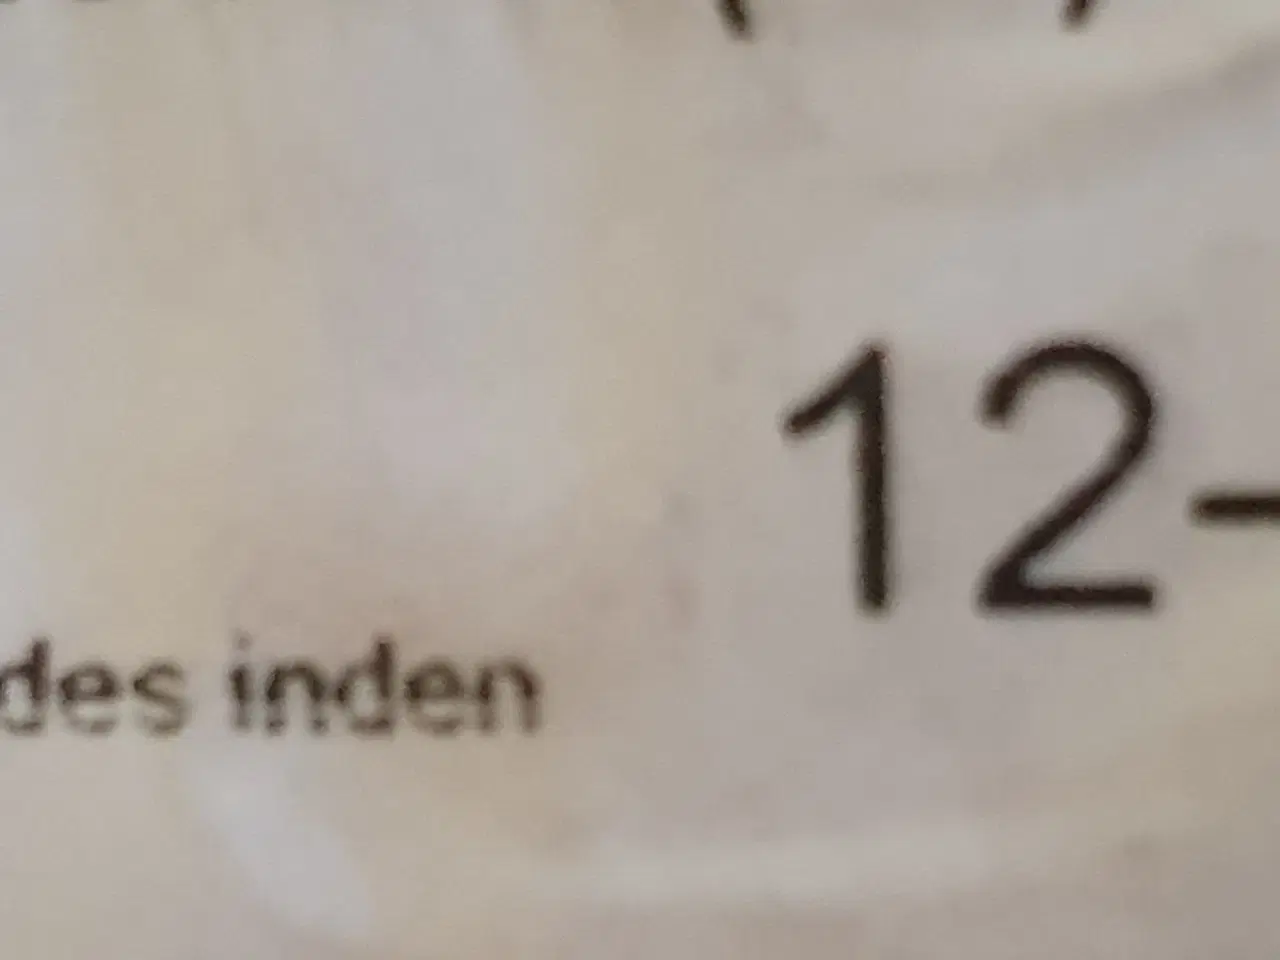 12-
des inden